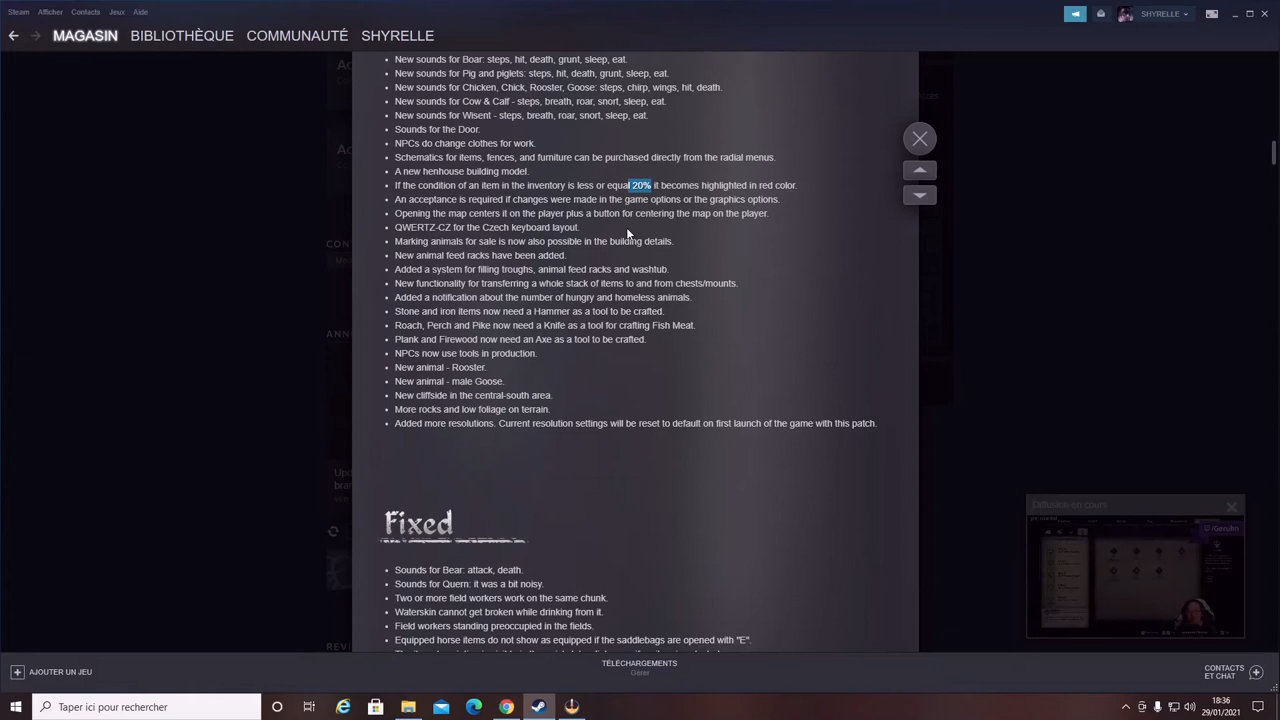 Steam Afficher Contacts Jeux Aide
SHYRELLE
MAGASIN BIBLIOTHÈQUE COMMUNAUTÉ SHYRELLE
New sounds for Boar: steps, hit, death, grunt, sleep, eat.
New sounds for Pig and piglets: steps, hit, death, grunt, sleep, eat.
New sounds for Chicken, Chick, Rooster, Goose: steps, chirp, wings, hit, death.
New sounds for Cow & Calf - steps, breath, roar, snort, sleep, eat.
New sounds for Wisent - steps, breath, roar, snort, sleep, eat.
Sounds for the Door.
NPCs do change clothes for work.
Schematics for items, fences, and furniture can be purchased directly from the radial menus.
A new henhouse building model.
If the condition of an item in the inventory is less or equal 20% it becomes highlighted in red color.
An acceptance is required if changes were made in the game options or the graphics options.
Opening the map centers it on the player plus a button for centering the map on the player.
QWERTZ-CZ for the Czech keyboard layout.
Marking animals for sale is now also possible in the building details.
New animal feed racks have been added.
Added a system for filling troughs, animal feed racks and washtub.
New functionality for transferring a whole stack of items to and from chests/mounts.
Added a notification about the number of hungry and homeless animals.
Stone and iron items now need a Hammer as a tool to be crafted.
Roach, Perch and Pike now need a Knife as a tool for crafting Fish Meat.
Plank and Firewood now need an Axe as a tool to be crafted.
NPCs now use tools in production.
New animal - Rooster.
New animal - male Goose.
New cliffside in the central-south area.
More rocks and low foliage on terrain.
Added more resolutions. Current resolution settings will be reset to default on first launch of the game with this patch.
Fixed
Diffusion en cours
Sounds for Bear: attack, death.
Sounds for Quern: it was a bit noisy.
Two or more field workers work on the same chunk.
Waterskin cannot get broken while drinking from it.
Field workers standing preoccupied in the fields.
Equipped horse items do not show as equipped if the saddlebags are opened with "E".
AJOUTER UN JEU
TÉLÉCHARGEMENTS
Gérer
CONTACTS
ET CHAT
Taper ici pour rechercher
18:36
29/01/2021